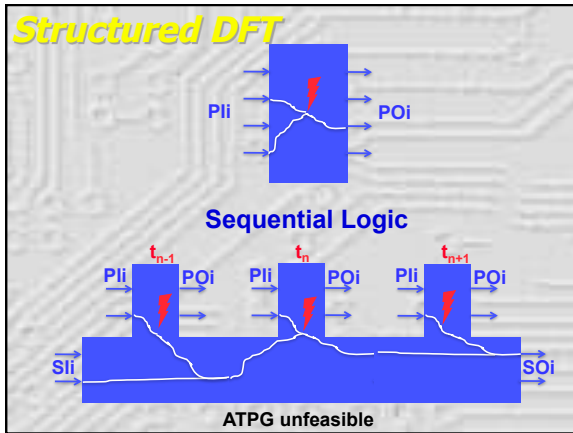 Structured DFT
PIi
POi
Sequential Logic
tn-1
tn
tn+1
PIi POi PIi POi PIi POi
SIi
SOi
ATPG unfeasible